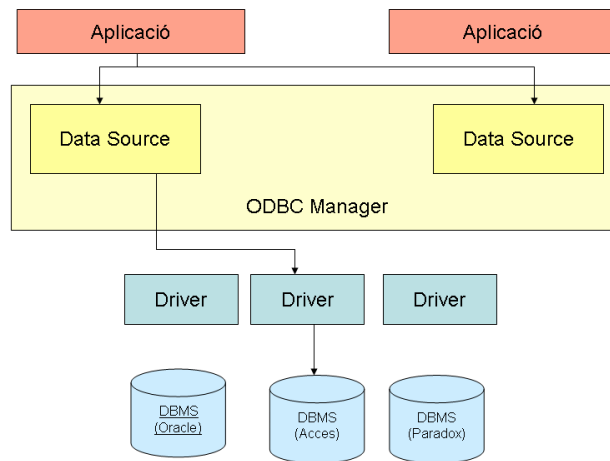 Aplicació
Aplicació
Data Source
Data Source
ODBC Manager
Driver
Driver
Driver
DBMS
(Oracle)
DBMS
(Acces)
DBMS
(Paradox)